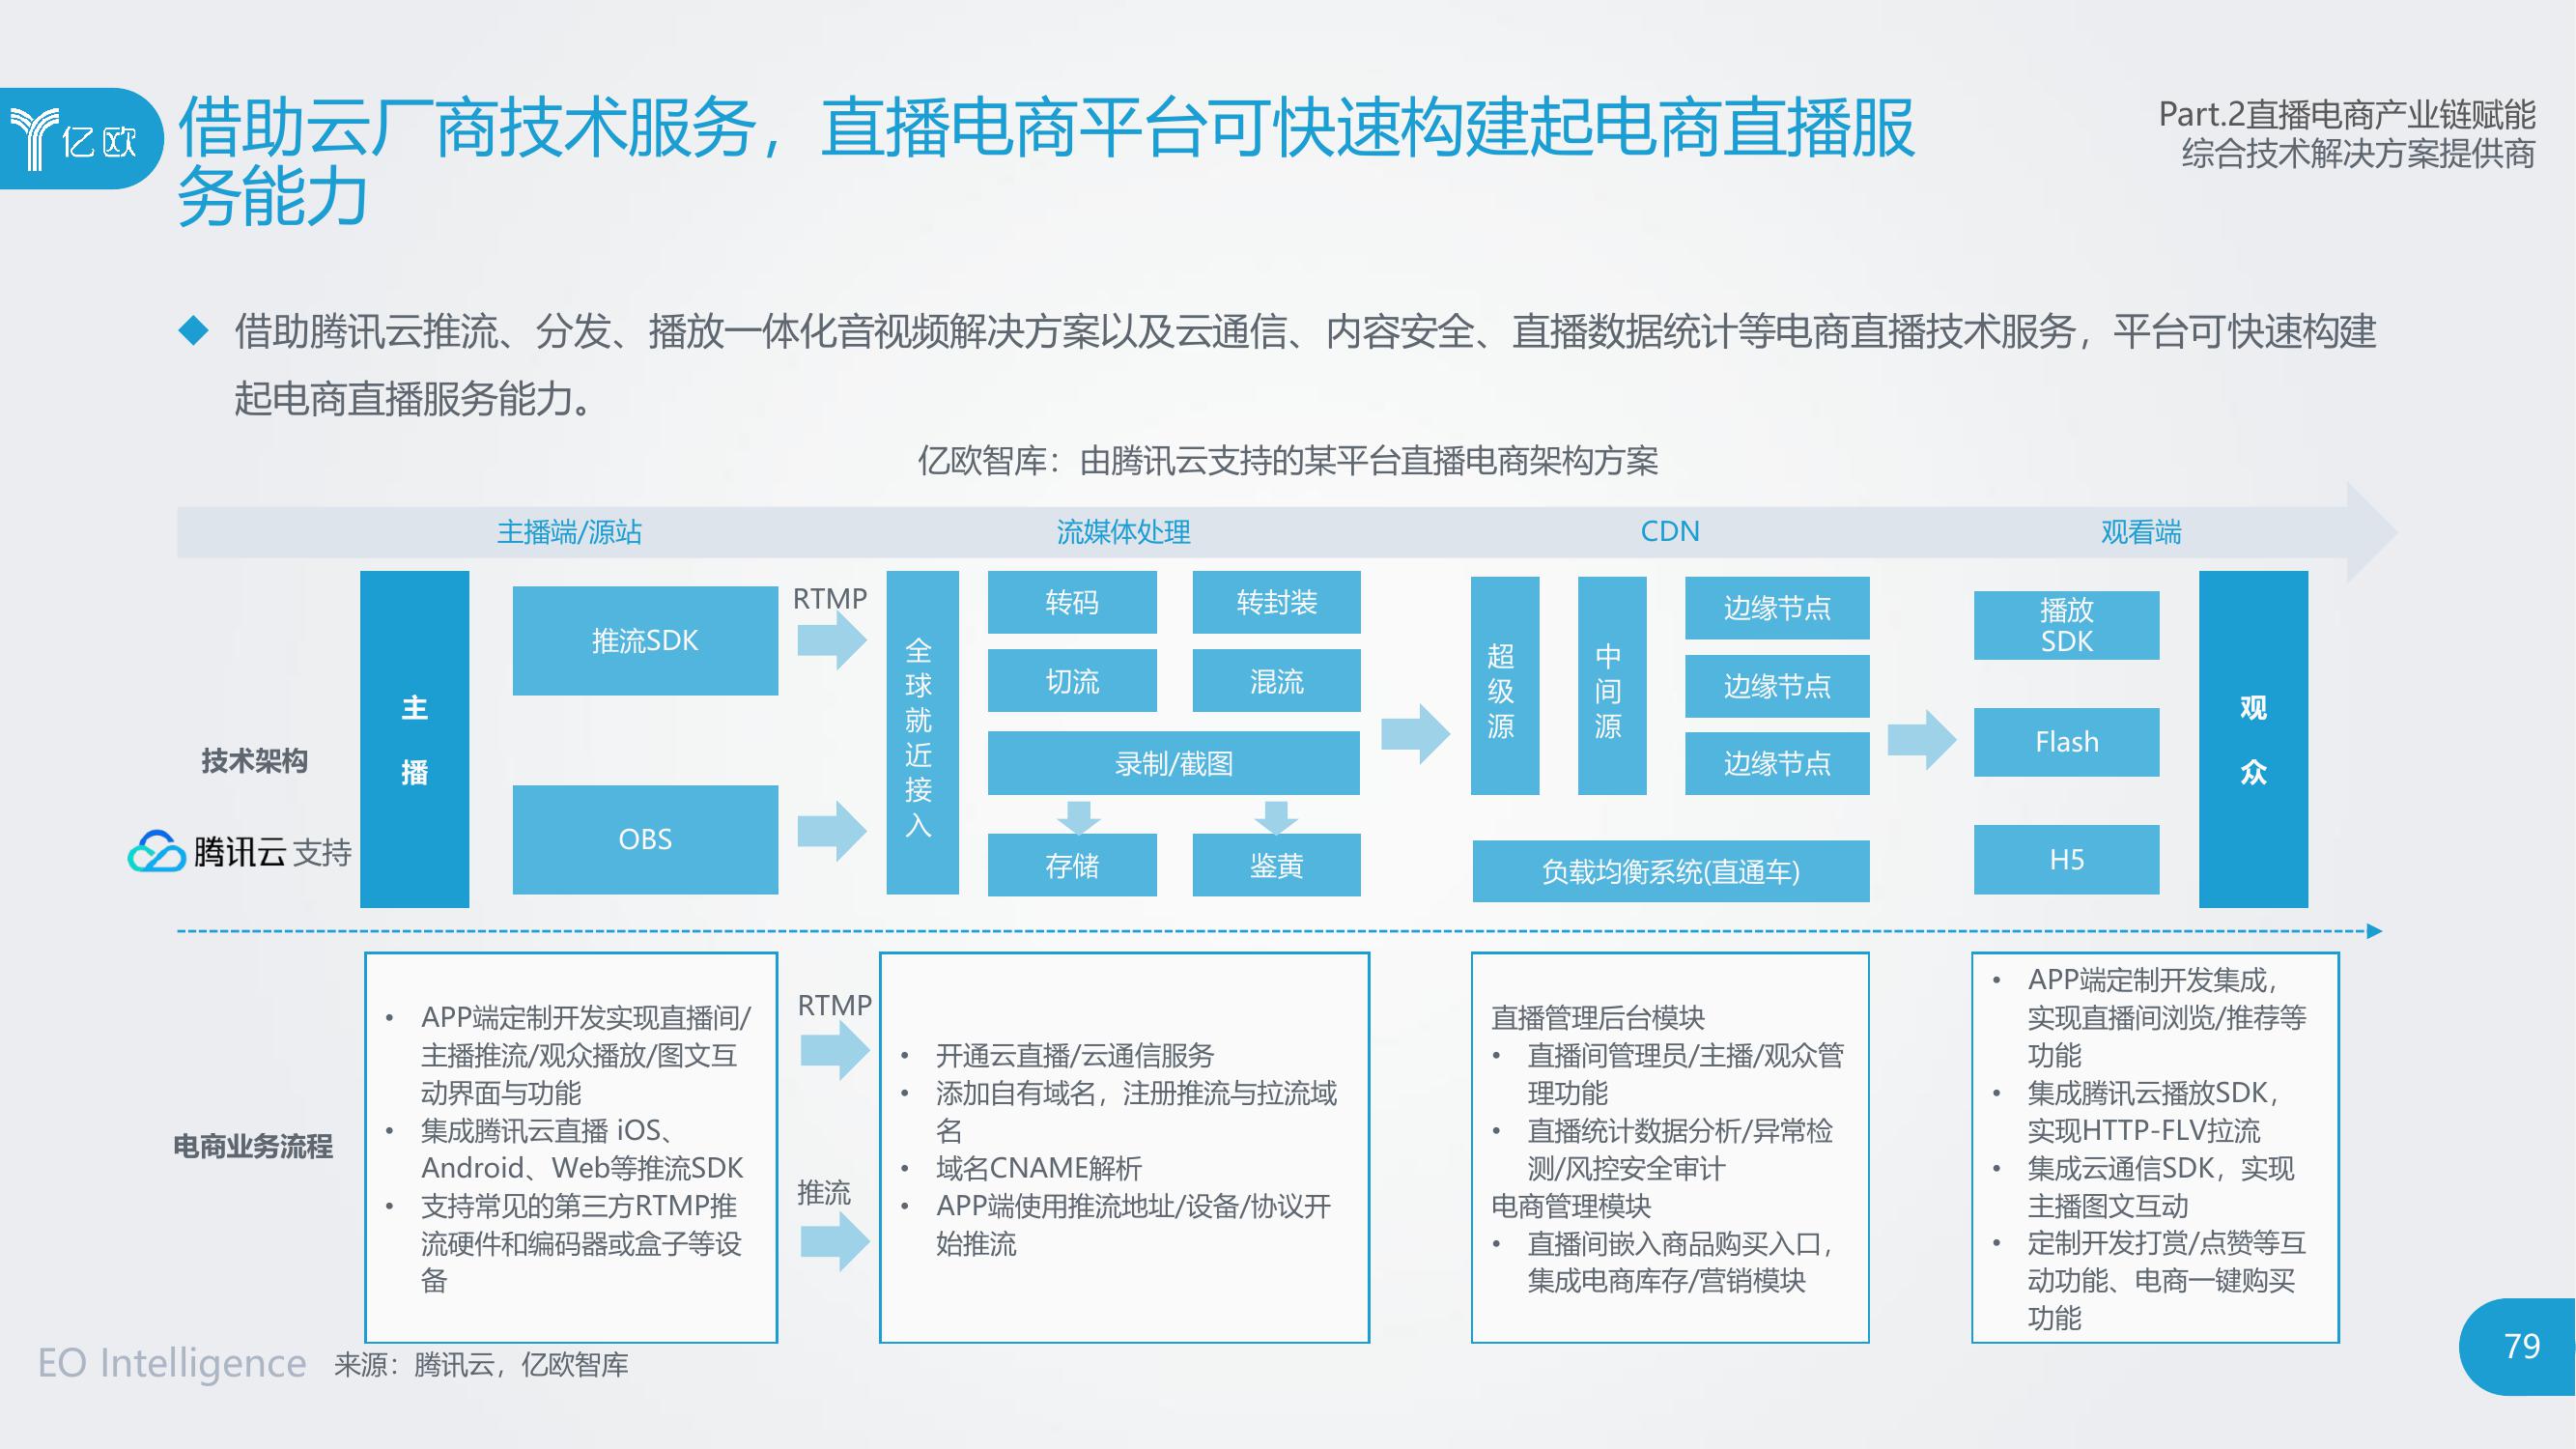 亿欧
借助云厂商技术服务，直播电商平台可快速构建起电商直播服
务能力
Part.2直播电商产业链赋能
综合技术解决方案提供商
借助腾讯云推流、分发、播放一体化音视频解决方案以及云通信、内容安全、直播数据统计等电商直播技术服务，平台可快速构建
起电商直播服务能力。
亿欧智库：由腾讯云支持的某平台直播电商架构方案
主播端/源站
流媒体处理
CDN
观看端
技术架构
腾讯云 支持
主
播
推流SDK
OBS
RTMP
全
球
就
近
接
入
转码
转封装
切流
混流
录制/截图
存储
鉴黄
超
级
源
中
间
源
边缘节点
边缘节点
边缘节点
负载均衡系统(直通车)
播放
SDK
Flash
H5
观
众
电商业务流程
• APP端定制开发实现直播间/
主播推流/观众播放/图文互
动界面与功能
• 集成腾讯云直播 iOS、
Android、Web等推流SDK
• 支持常见的第三方RTMP推
流硬件和编码器或盒子等设
备
RTMP
推流
• 开通云直播/云通信服务
• 添加自有域名，注册推流与拉流域
名
• 域名CNAME解析
• APP端使用推流地址/设备/协议开
始推流
直播管理后台模块
• 直播间管理员/主播/观众管
理功能
• 直播统计数据分析/异常检
测/风控安全审计
电商管理模块
• 直播间嵌入商品购买入口，
集成电商库存/营销模块
• APP端定制开发集成，
实现直播间浏览/推荐等
功能
• 集成腾讯云播放SDK，
实现HTTP-FLV拉流
• 集成云通信SDK，实现
主播图文互动
• 定制开发打赏/点赞等互
动功能、电商一键购买
功能
EO Intelligence
来源：腾讯云，亿欧智库
79